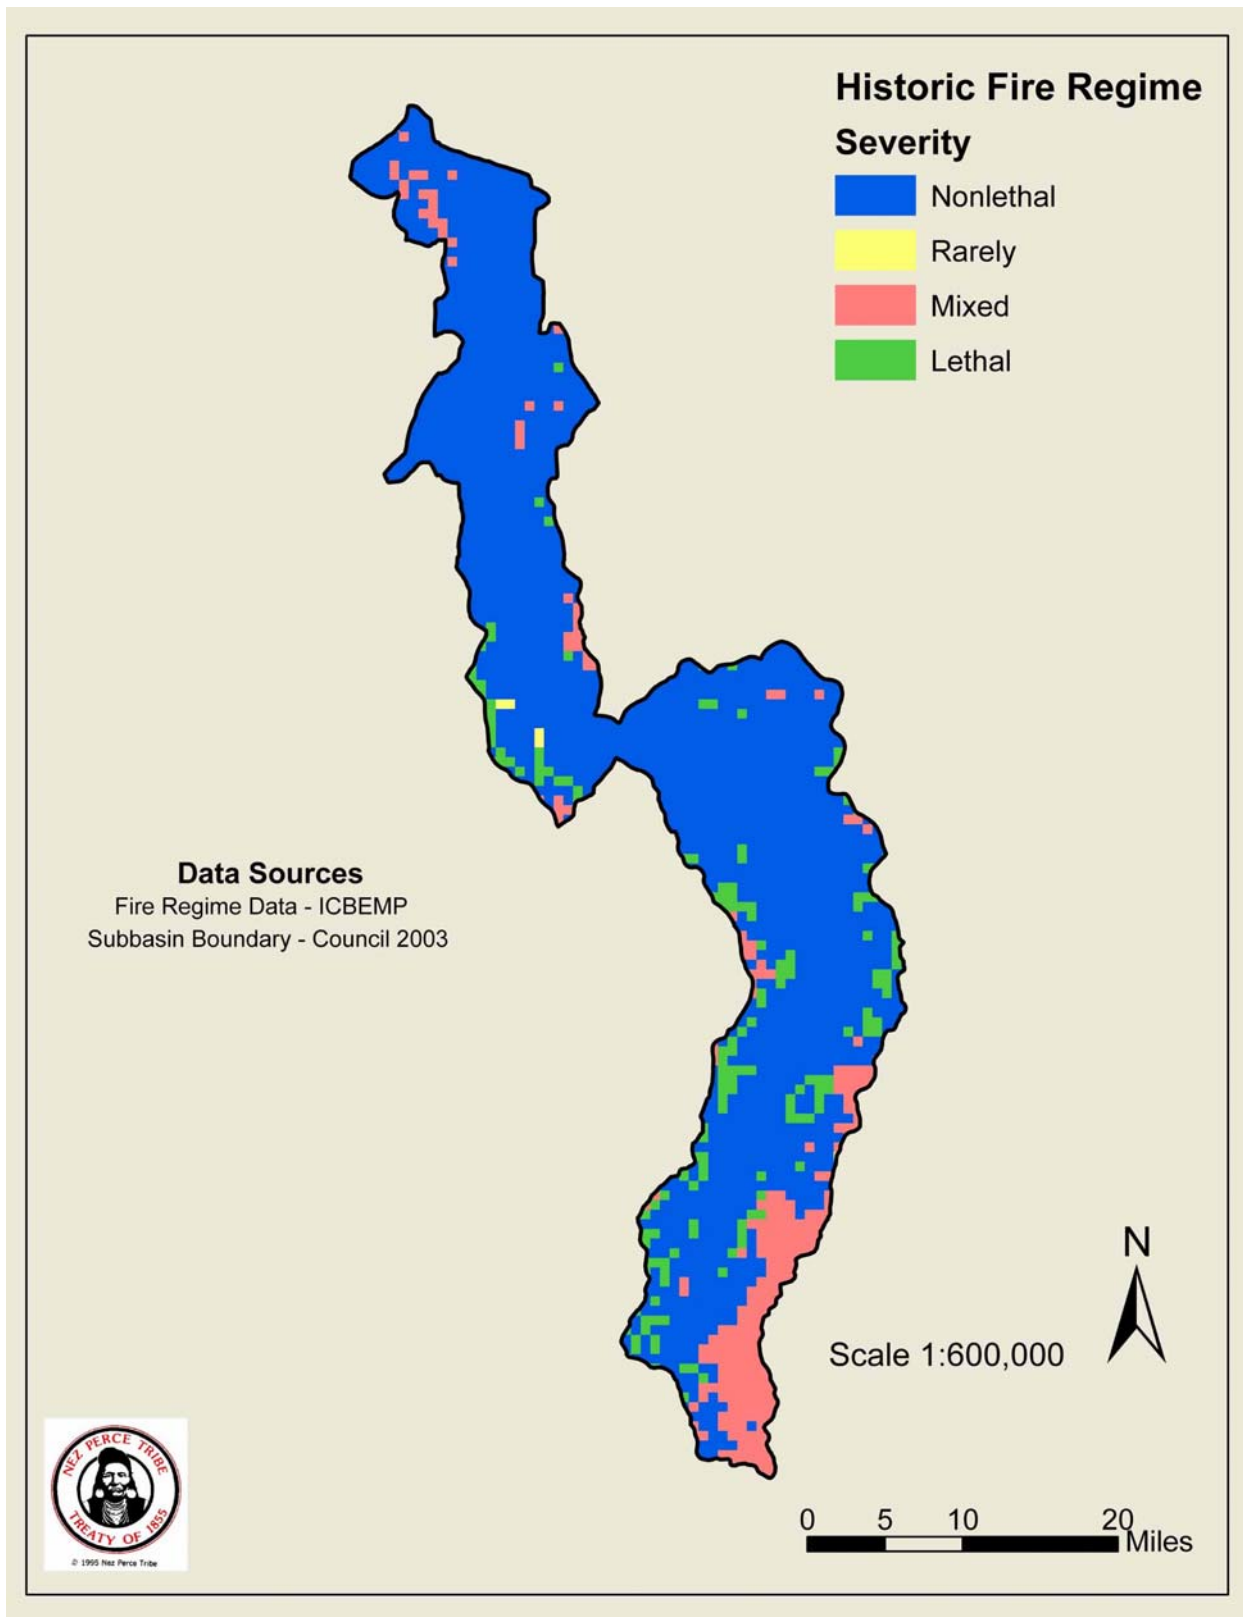 Historic Fire Regime
Severity
Nonlethal
Rarely
Mixed
Lethal
Data Sources
Fire Regime Data - ICBEMP
Subbasin Boundary - Council 2003
N
Scale 1:600,000
NEZ PERCE TRIBE
TREATY OF 1855
© 1995 Nez Perce Tribe
0 5 10 20
Miles